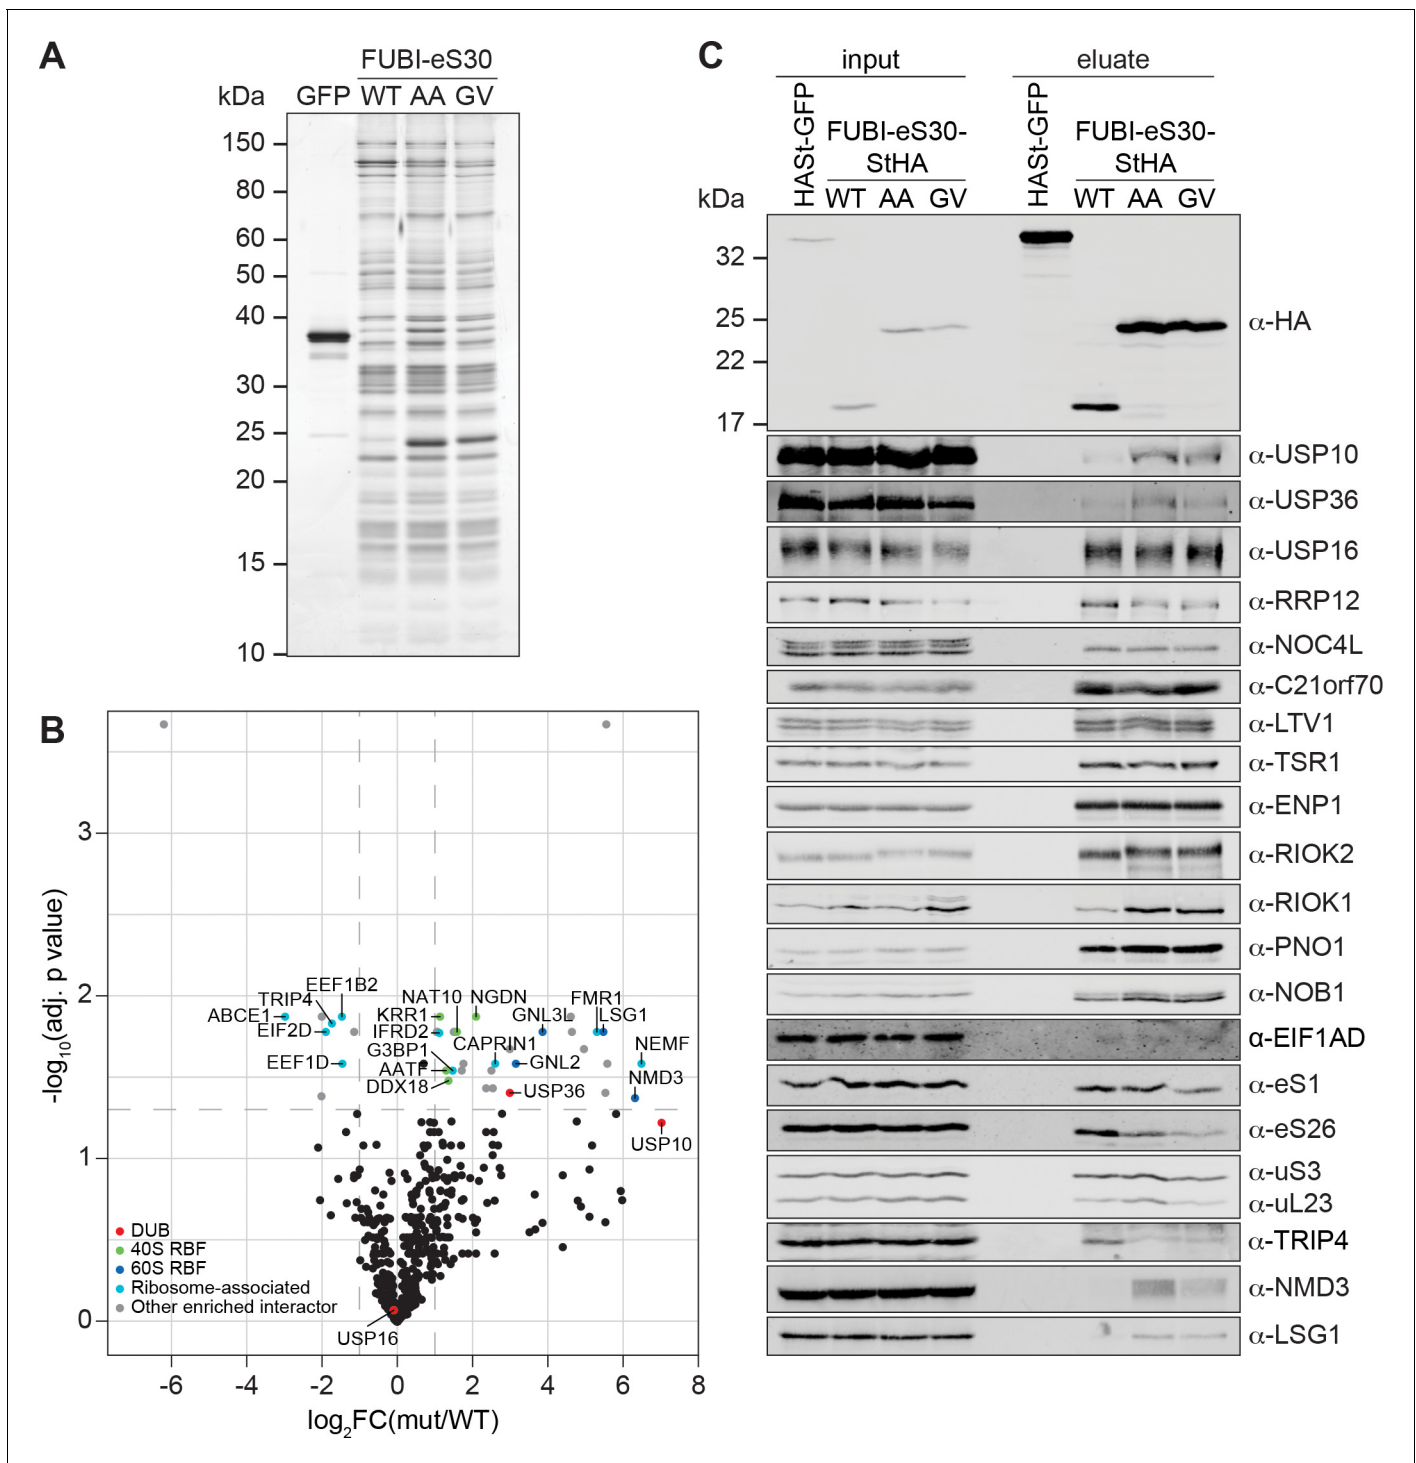 A
FUBI-eS30
kDa GFP WT AA GV
150
80
60
50
40
30
25
20
15
10
B
-log10(adj. p value)
3
2
1
0
EEF1B2
TRIP4
ABCE1
EIF2D
EEF1D
NAT10 NGDN
KRR1
IFRD2
G3BP1
CAPRIN1
AATF
DDX18
GNL3L
FMR1
LSG1
GNL2
NEMF
NMD3
USP36
USP10
DUB
40S RBF
60S RBF
Ribosome-associated
Other enriched interactor
USP16
-6 -4 -2 0 2 4 6 8
log2FC(mut/WT)
C
input eluate
HASt-GFP
FUBI-eS30-
StHA
WT AA GV
HASt-GFP
FUBI-eS30-
StHA
WT AA GV
kDa
32
25
22
17
α-HA
α-USP10
α-USP36
α-USP16
α-RRP12
α-NOC4L
α-C21orf70
α-LTV1
α-TSR1
α-ENP1
α-RIOK2
α-RIOK1
α-PNO1
α-NOB1
α-EIF1AD
α-eS1
α-eS26
α-uS3
α-uL23
α-TRIP4
α-NMD3
α-LSG1